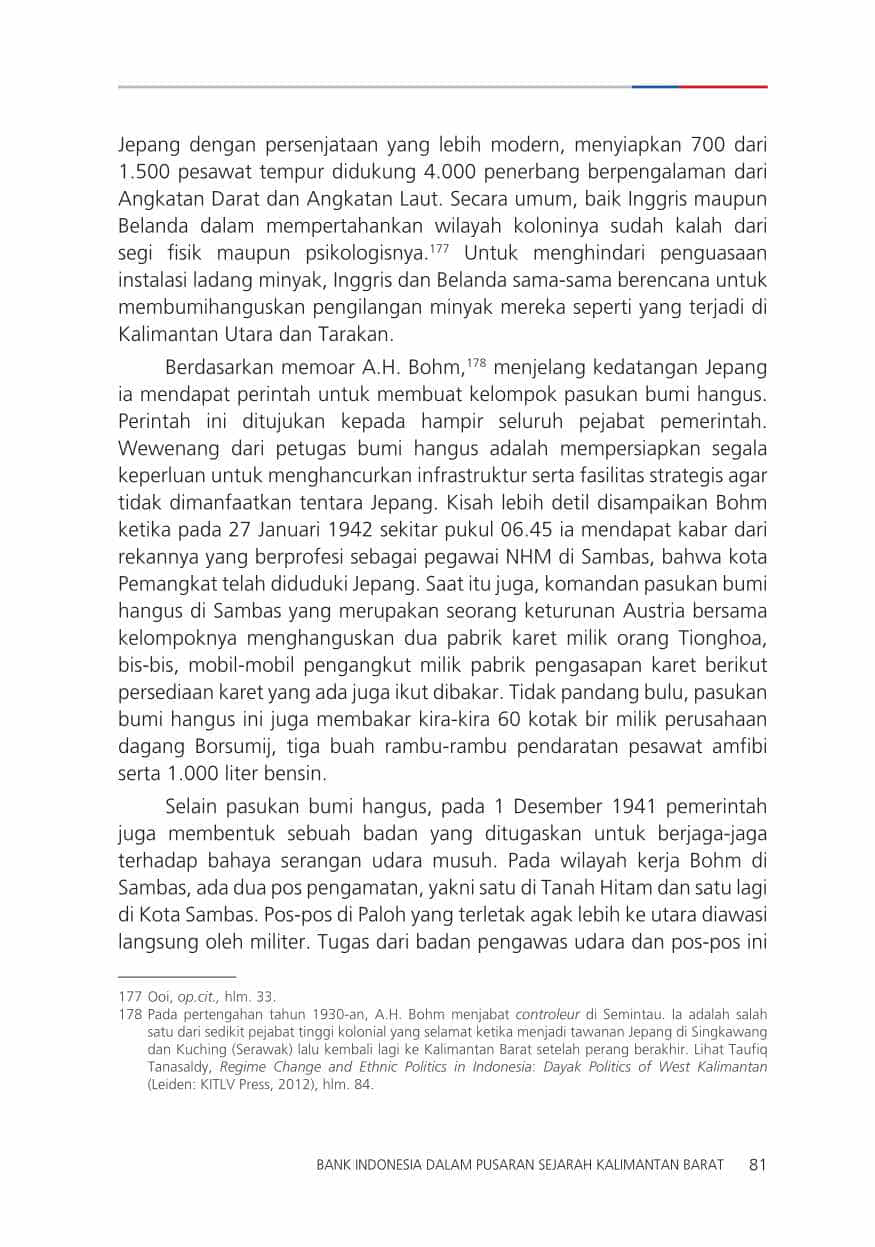 Jepang dengan persenjataan yang lebih modern, menyiapkan 700 dari
1.500 pesawat tempur didukung 4.000 penerbang berpengalaman dari
Angkatan Darat dan Angkatan Laut. Secara umum, baik Inggris maupun
Belanda dalam mempertahankan wilayah koloninya sudah kalah dari
segi fisik maupun psikologisnya.177 Untuk menghindari penguasaan
instalasi ladang minyak, Inggris dan Belanda sama-sama berencana untuk
membumihanguskan pengilangan minyak mereka seperti yang terjadi di
Kalimantan Utara dan Tarakan.
Berdasarkan memoar A.H. Bohm,178 menjelang kedatangan Jepang
ia mendapat perintah untuk membuat kelompok pasukan bumi hangus.
Perintah ini ditujukan kepada hampir seluruh pejabat pemerintah.
Wewenang dari petugas bumi hangus adalah mempersiapkan segala
keperluan untuk menghancurkan infrastruktur serta fasilitas strategis agar
tidak dimanfaatkan tentara Jepang. Kisah lebih detil disampaikan Bohm
ketika pada 27 Januari 1942 sekitar pukul 06.45 ia mendapat kabar dari
rekannya yang berprofesi sebagai pegawai NHM di Sambas, bahwa kota
Pemangkat telah diduduki Jepang. Saat itu juga, komandan pasukan bumi
hangus di Sambas yang merupakan seorang keturunan Austria bersama
kelompoknya menghanguskan dua pabrik karet milik orang Tionghoa,
bis-bis, mobil-mobil pengangkut milik pabrik pengasapan karet berikut
persediaan karet yang ada juga ikut dibakar. Tidak pandang bulu, pasukan
bumi hangus ini juga membakar kira-kira 60 kotak bir milik perusahaan
dagang Borsumij, tiga buah rambu-rambu pendaratan pesawat amfibi
serta 1.000 liter bensin.
Selain pasukan bumi hangus, pada 1 Desember 1941 pemerintah
juga membentuk sebuah badan yang ditugaskan untuk berjaga-jaga
terhadap bahaya serangan udara musuh. Pada wilayah kerja Bohm di
Sambas, ada dua pos pengamatan, yakni satu di Tanah Hitam dan satu lagi
di Kota Sambas. Pos-pos di Paloh yang terletak agak lebih ke utara diawasi
langsung oleh militer. Tugas dari badan pengawas udara dan pos-pos ini
177 Ooi, op.cit., hlm. 33.
178 Pada pertengahan tahun 1930-an, A.H. Bohm menjabat controleur di Semintau. Ia adalah salah
satu dari sedikit pejabat tinggi kolonial yang selamat ketika menjadi tawanan Jepang di Singkawang
dan Kuching (Serawak) lalu kembali lagi ke Kalimantan Barat setelah perang berakhir. Lihat Taufiq
Tanasaldy, Regime Change and Ethnic Politics in Indonesia: Dayak Politics of West Kalimantan
(Leiden: KITLV Press, 2012), hlm. 84.
BANK INDONESIA DALAM PUSARAN SEJARAH KALIMANTAN BARAT 81